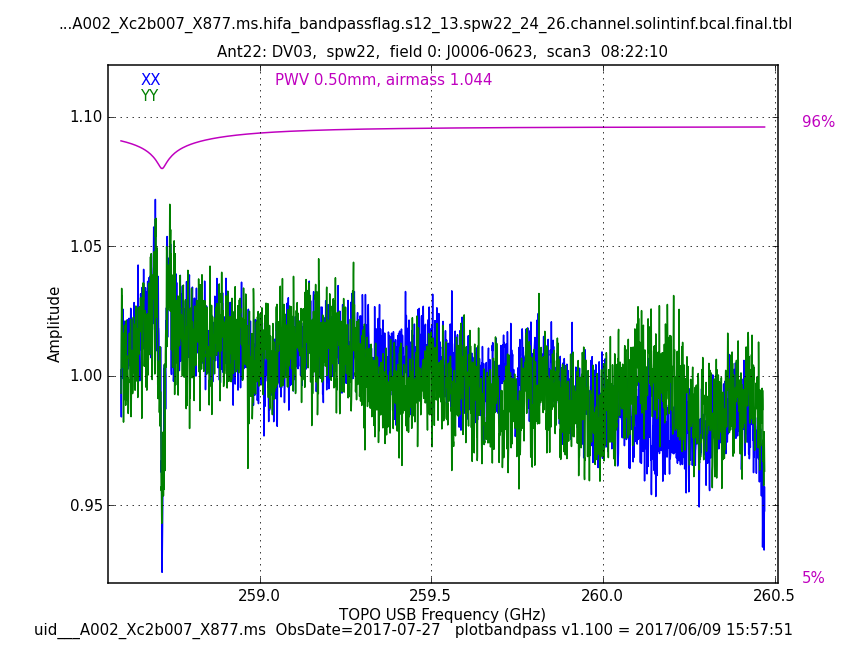 ...A002_Xc2b007_X877.ms.hifa_bandpassflag.s12_13.spw22_24_26.channel.solintinf.bcal.final.tbl
Ant22: DV03,  spw22,  field 0: J0006-0623,  scan3  08:22:10
XX
YY
PWV 0.50mm, airmass 1.044
96%
5%
1.10
1.05
1.00
0.95
Amplitude
259.0
259.5
260.0
260.5
TOPO USB Frequency (GHz)
uid___A002_Xc2b007_X877.ms  ObsDate=2017-07-27   plotbandpass v1.100 = 2017/06/09 15:57:51